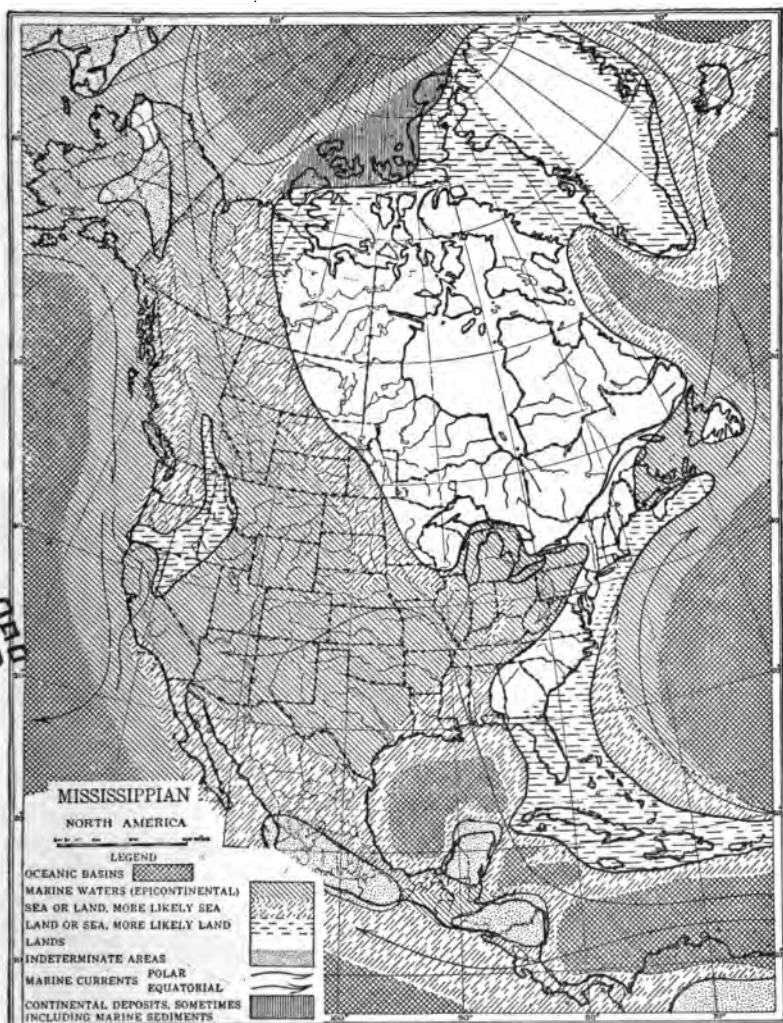 MISSISSIPPIAN
NORTH AMERICA
LEGEND
OCEANIC BASINS
MARINE WATERS (EPICONTINENTAL)
SEA OR LAND, MORE LIKELY SEA
LAND OR SEA, MORE LIKELY LAND
LANDS
INDETERMINATE AREAS
MARINE CURRENTS POLAR
EQUATORIAL
CONTINENTAL DEPOSITS, SOMETIMES
INCLUDING MARINE SEDIMENTS